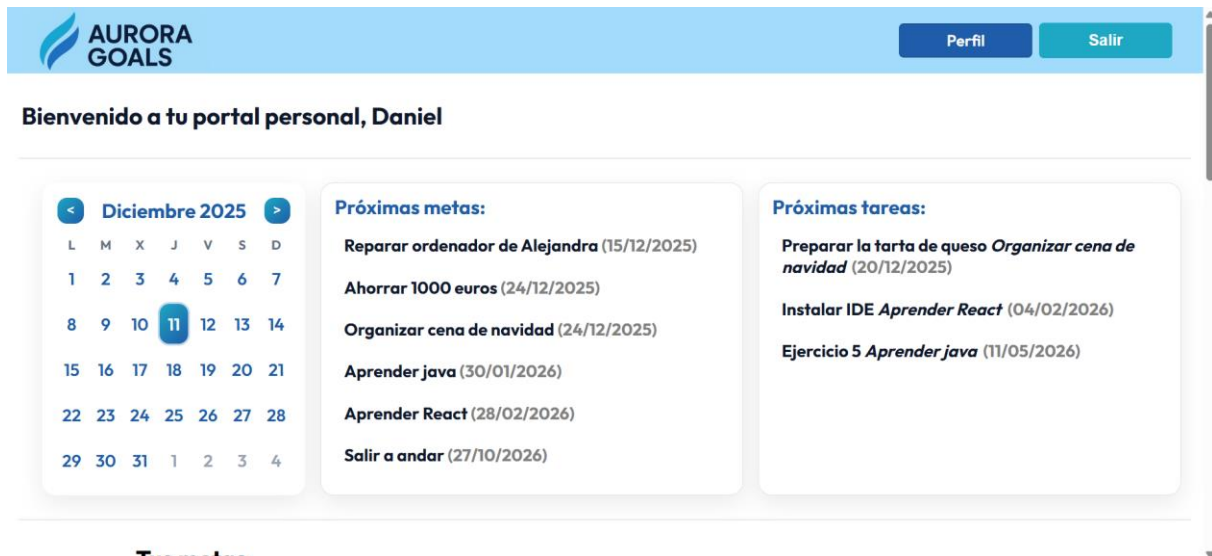 AURORA
GOALS
Perfil
Salir
Bienvenido a tu portal personal, Daniel
< Diciembre 2025 >
L M X J V S D
1 2 3 4 5 6 7
8 9 10 11 12 13 14
15 16 17 18 19 20 21
22 23 24 25 26 27 28
29 30 31 1 2 3 4
Próximas metas:
Reparar ordenador de Alejandra (15/12/2025)
Ahorrar 1000 euros (24/12/2025)
Organizar cena de navidad (24/12/2025)
Aprender java (30/01/2026)
Aprender React (28/02/2026)
Salir a andar (27/10/2026)
Próximas tareas:
Preparar la tarta de queso Organizar cena de
navidad (20/12/2025)
Instalar IDE Aprender React (04/02/2026)
Ejercicio 5 Aprender java (11/05/2026)